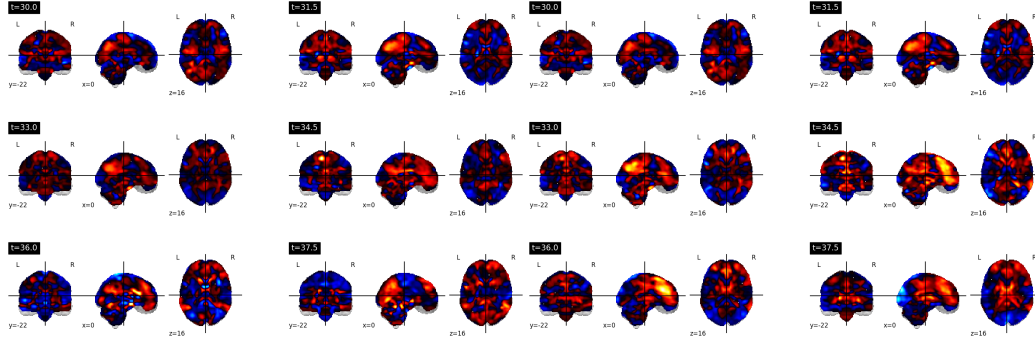 t=30.0 t=31.5 t=30.0 t=31.5
L R L R L R L R
y=-22 x=0 z=16 y=-22 x=0 z=16 y=-22 x=0 z=16 y=-22 x=0 z=16
t=33.0 t=34.5 t=33.0 t=34.5
L R L R L R L R
y=-22 x=0 z=16 y=-22 x=0 z=16 y=-22 x=0 z=16 y=-22 x=0 z=16
t=36.0 t=37.5 t=36.0 t=37.5
L R L R L R L R
y=-22 x=0 z=16 y=-22 x=0 z=16 y=-22 x=0 z=16 y=-22 x=0 z=16